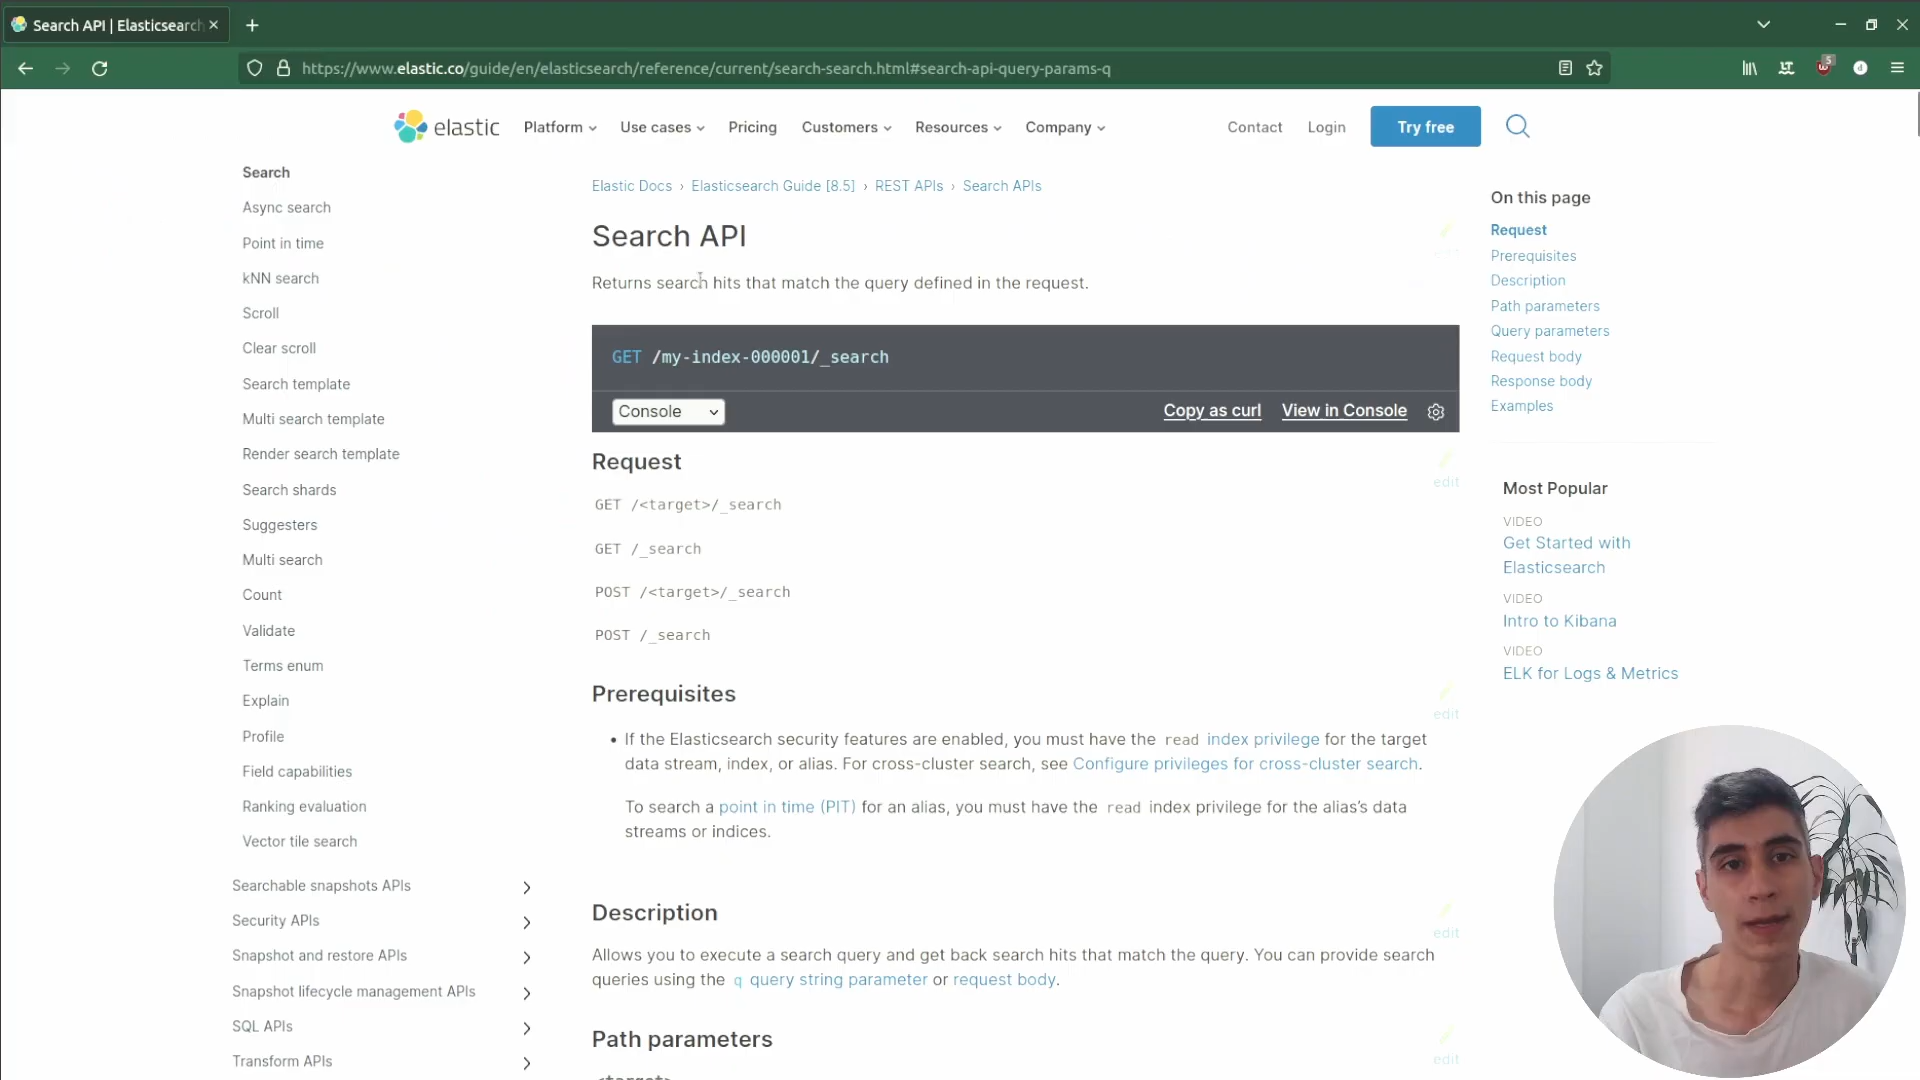 Search API | Elasticsearch
https://www.elastic.co/guide/en/elasticsearch/reference/current/search-search.html#search-api-query-params-q
5
elastic
Platform
Use cases
Pricing
Customers
Resources
Company
Contact
Login
Try free
Search
Async search
Point in time
kNN search
Scroll
Clear scroll
Search template
Multi search template
Render search template
Search shards
Suggesters
Multi search
Count
Validate
Terms enum
Explain
Profile
Field capabilities
Ranking evaluation
Vector tile search
Searchable snapshots APIs
Security APIs
Snapshot and restore APIs
Snapshot lifecycle management APIs
SQL APIs
Transform APIs
Elastic Docs › Elasticsearch Guide [8.5] › REST APIs › Search APIs
Search API
Returns search hits that match the query defined in the request.
GET /my-index-000001/_search
Console
Copy as curl
View in Console
Request
edit
GET /<target>/_search
GET /_search
POST /<target>/_search
POST /_search
Prerequisites
edit
• If the Elasticsearch security features are enabled, you must have the read index privilege for the target
data stream, index, or alias. For cross-cluster search, see Configure privileges for cross-cluster search.
To search a point in time (PIT) for an alias, you must have the read index privilege for the alias's data
streams or indices.
Description
edit
Allows you to execute a search query and get back search hits that match the query. You can provide search
queries using the q query string parameter or request body.
Path parameters
edit
<target>
On this page
Request
Prerequisites
Description
Path parameters
Query parameters
Request body
Response body
Examples
Most Popular
VIDEO
Get Started with
Elasticsearch
VIDEO
Intro to Kibana
VIDEO
ELK for Logs & Metrics